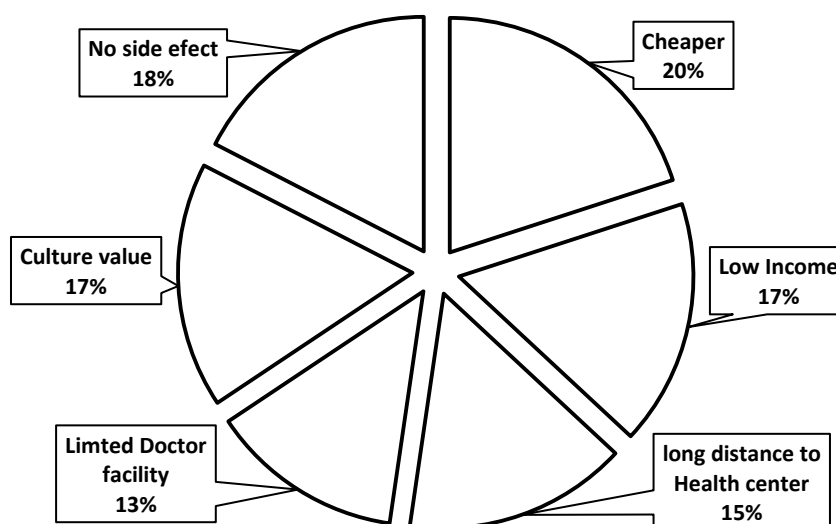 No side efect
18%
Cheaper
20%
Culture value
17%
Low Income
17%
Limted Doctor
facility
13%
long distance to
Health center
15%